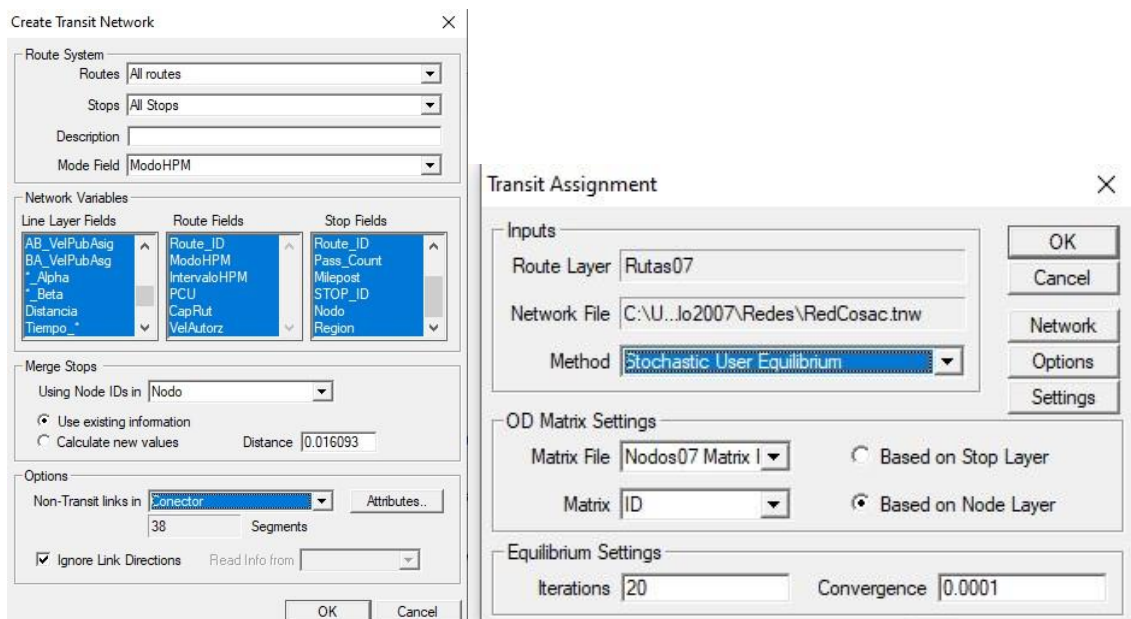 Create Transit Network
Route System
Routes All routes
Stops All Stops
Description
Mode Field ModoHPM
Network Variables
Line Layer Fields Route Fields Stop Fields
AB_VelPubAsig Route_ID Route_ID
BA_VelPubAsg ModoHPM Pass_Count
*_Alpha IntervaloHPM Milepost
*_Beta PCU STOP_ID
Distancia CapRut Nodo
Tiempo_* VelAutorz Region
Merge Stops
Using Node IDs in Nodo
Use existing information
Calculate new values Distance 0.016093
Options
Non-Transit links in Conector Attributes..
38 Segments
Ignore Link Directions Read Info from
OK Cancel
Transit Assignment
Inputs
Route Layer Rutas07
Network File C:\U...lo2007\Redes\RedCosac.tnw
Method Stochastic User Equilibrium
OK
Cancel
Network
Options
Settings
OD Matrix Settings
Matrix File Nodos07 Matrix I Based on Stop Layer
Matrix ID Based on Node Layer
Equilibrium Settings
Iterations 20 Convergence 0.0001